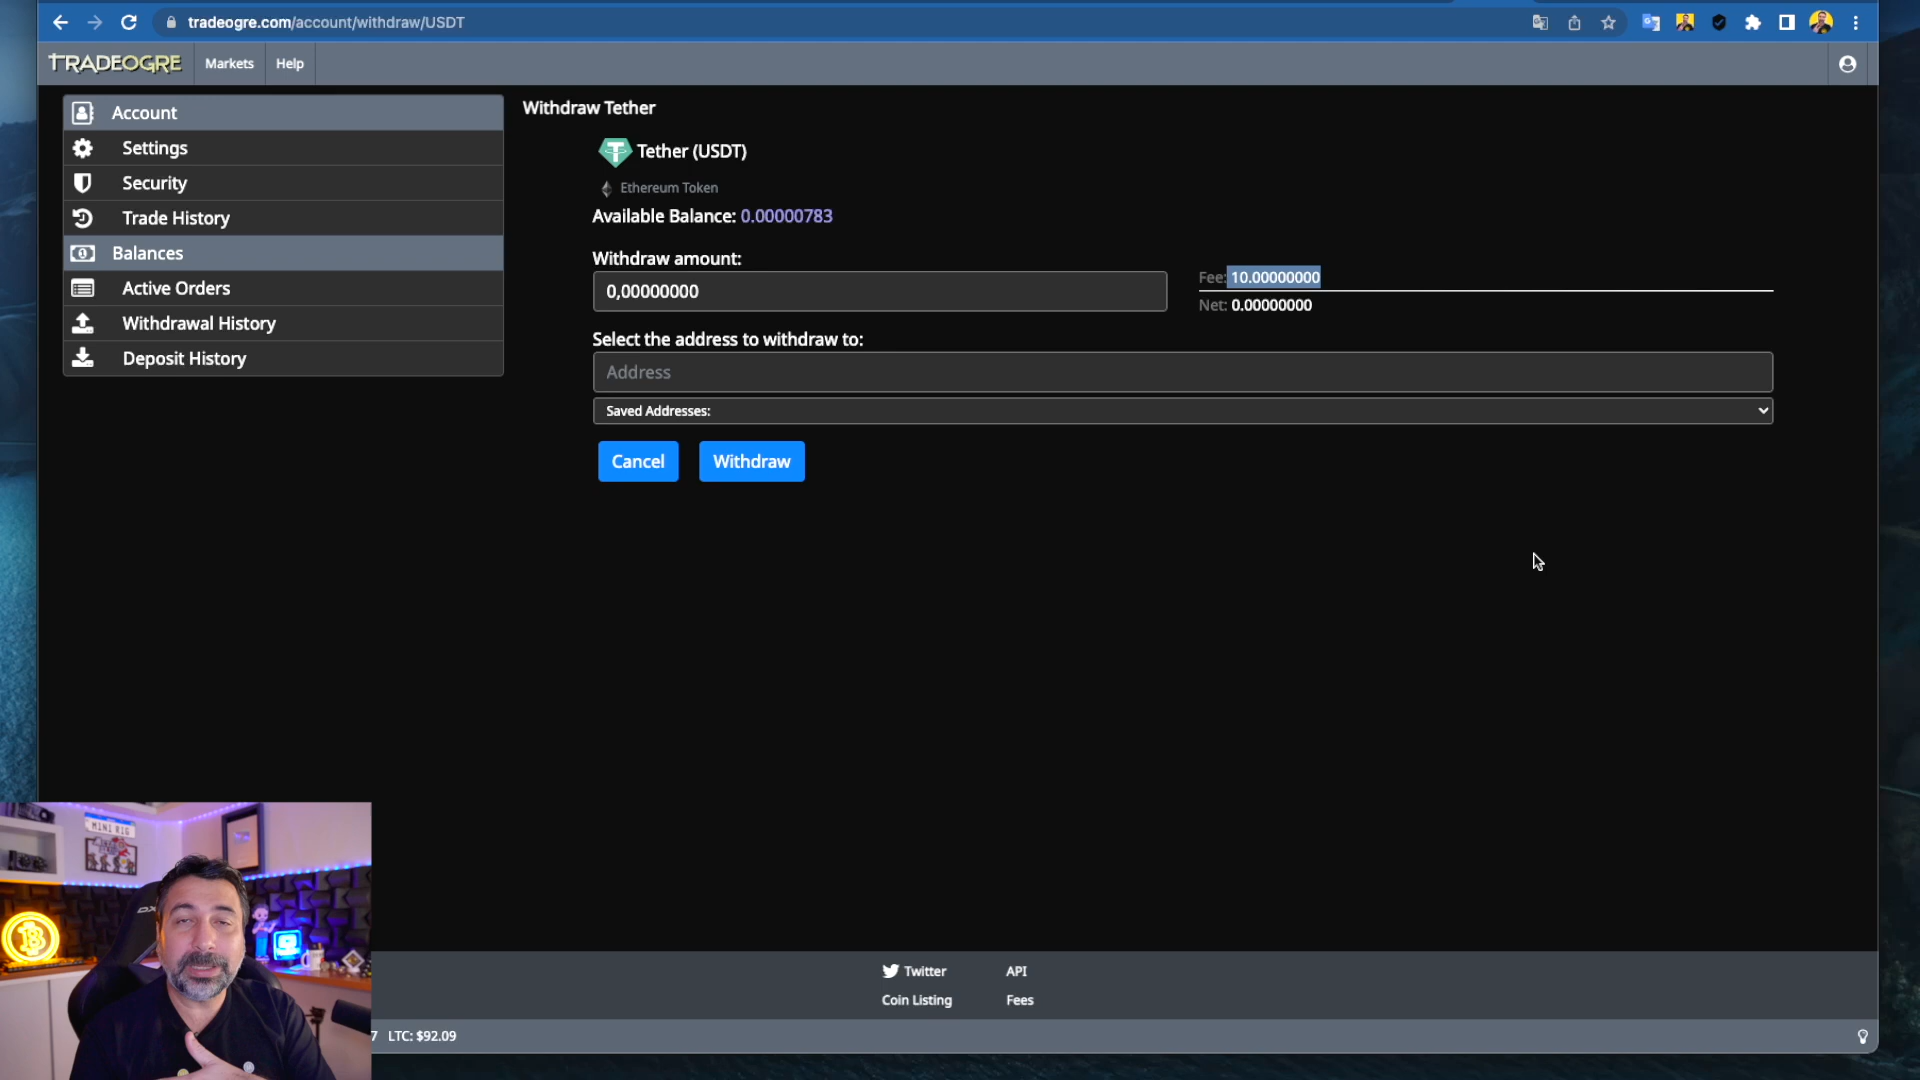 tradeogre.com/account/withdraw/USDT
TRADEOGRE
Markets
Help
Account
Settings
Security
Trade History
Balances
Active Orders
Withdrawal History
Deposit History
Withdraw Tether
Tether (USDT)
Ethereum Token
Available Balance: 0.00000783
Withdraw amount:
0,00000000
Fee: 10.00000000
Net: 0.00000000
Select the address to withdraw to:
Address
Saved Addresses:
Cancel
Withdraw
MINI RIG
Twitter
API
Coin Listing
Fees
7 LTC: $92.09